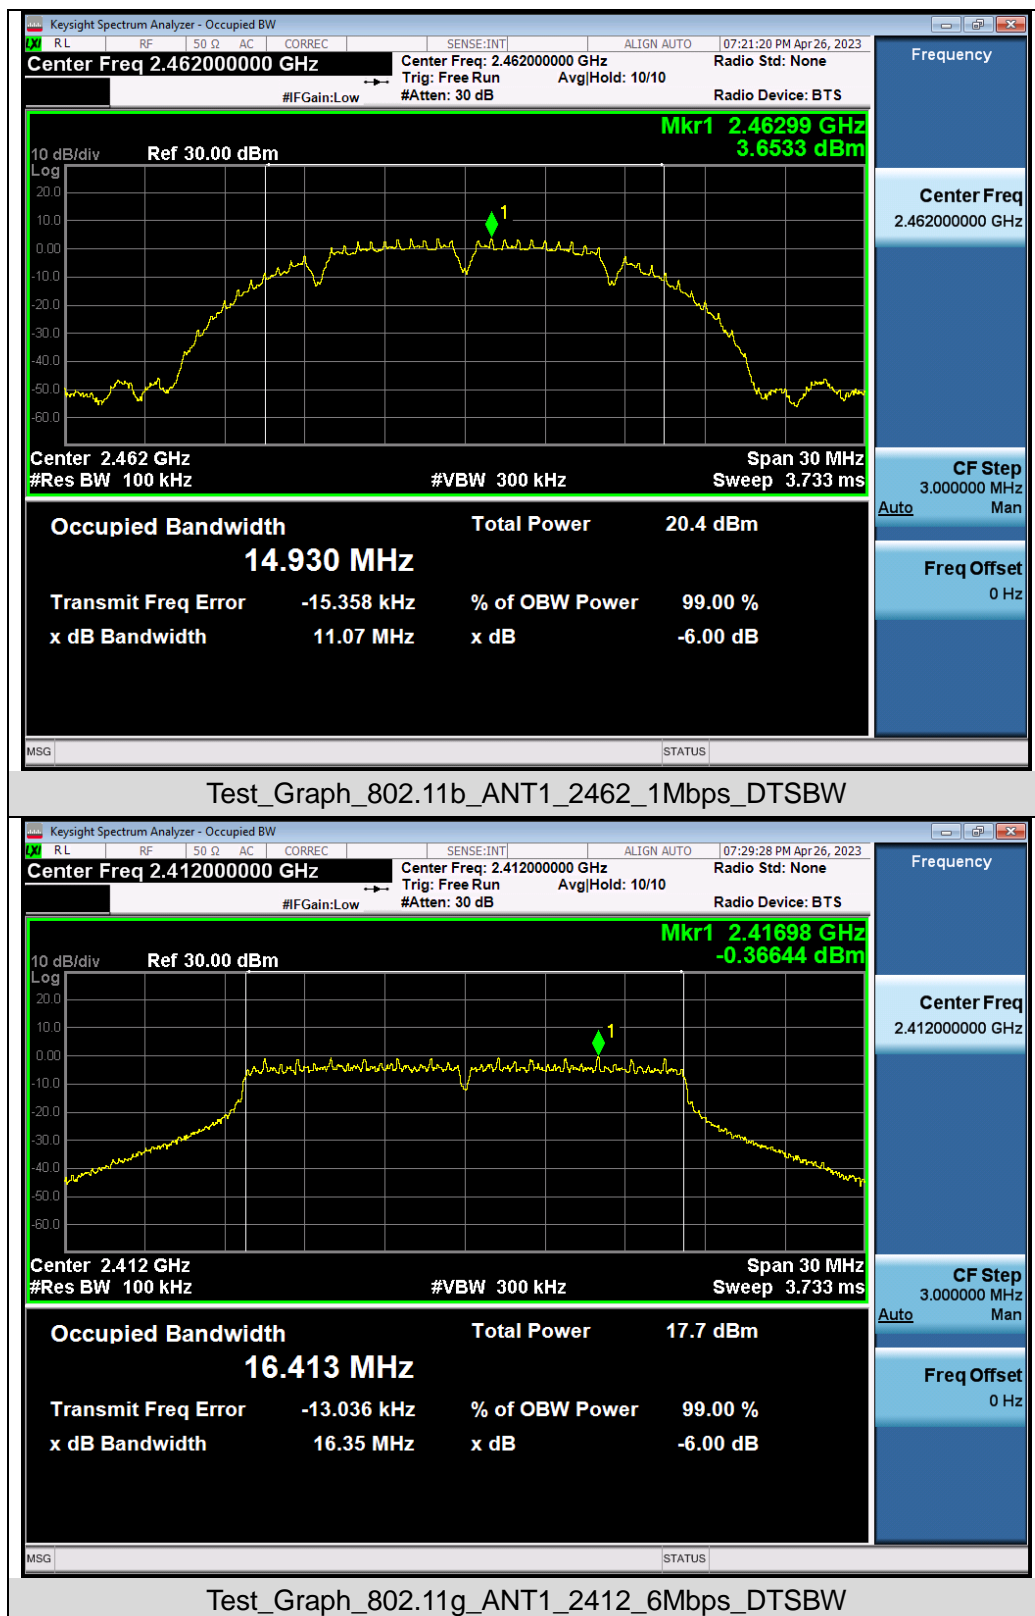 Keysight Spectrum Analyzer - Occupied BW
LXI RL RF 50 Ω AC CORREC SENSE:INT ALIGN AUTO 07:21:20 PM Apr 26, 2023
Center Freq 2.462000000 GHz
Center Freq: 2.462000000 GHz Radio Std: None
Trig: Free Run Avg|Hold: 10/10
#IFGain:Low #Atten: 30 dB Radio Device: BTS
Frequency
Mkr1 2.46299 GHz
3.6533 dBm
10 dB/div Ref 30.00 dBm
Log
20.0
10.0
0.00
-10.0
-20.0
-30.0
-40.0
-50.0
-60.0
1
Center 2.462 GHz Span 30 MHz
#Res BW 100 kHz #VBW 300 kHz Sweep 3.733 ms
Center Freq
2.462000000 GHz
CF Step
3.000000 MHz
Auto Man
Freq Offset
0 Hz
Occupied Bandwidth Total Power 20.4 dBm
14.930 MHz
Transmit Freq Error -15.358 kHz % of OBW Power 99.00 %
x dB Bandwidth 11.07 MHz x dB -6.00 dB
MSG STATUS
Test_Graph_802.11b_ANT1_2462_1Mbps_DTSBW
Keysight Spectrum Analyzer - Occupied BW
LXI RL RF 50 Ω AC CORREC SENSE:INT ALIGN AUTO 07:29:28 PM Apr 26, 2023
Center Freq 2.412000000 GHz
Center Freq: 2.412000000 GHz Radio Std: None
Trig: Free Run Avg|Hold: 10/10
#IFGain:Low #Atten: 30 dB Radio Device: BTS
Frequency
Mkr1 2.41698 GHz
-0.36644 dBm
10 dB/div Ref 30.00 dBm
Log
20.0
10.0
0.00
-10.0
-20.0
-30.0
-40.0
-50.0
-60.0
1
Center 2.412 GHz Span 30 MHz
#Res BW 100 kHz #VBW 300 kHz Sweep 3.733 ms
Center Freq
2.412000000 GHz
CF Step
3.000000 MHz
Auto Man
Freq Offset
0 Hz
Occupied Bandwidth Total Power 17.7 dBm
16.413 MHz
Transmit Freq Error -13.036 kHz % of OBW Power 99.00 %
x dB Bandwidth 16.35 MHz x dB -6.00 dB
MSG STATUS
Test_Graph_802.11g_ANT1_2412_6Mbps_DTSBW